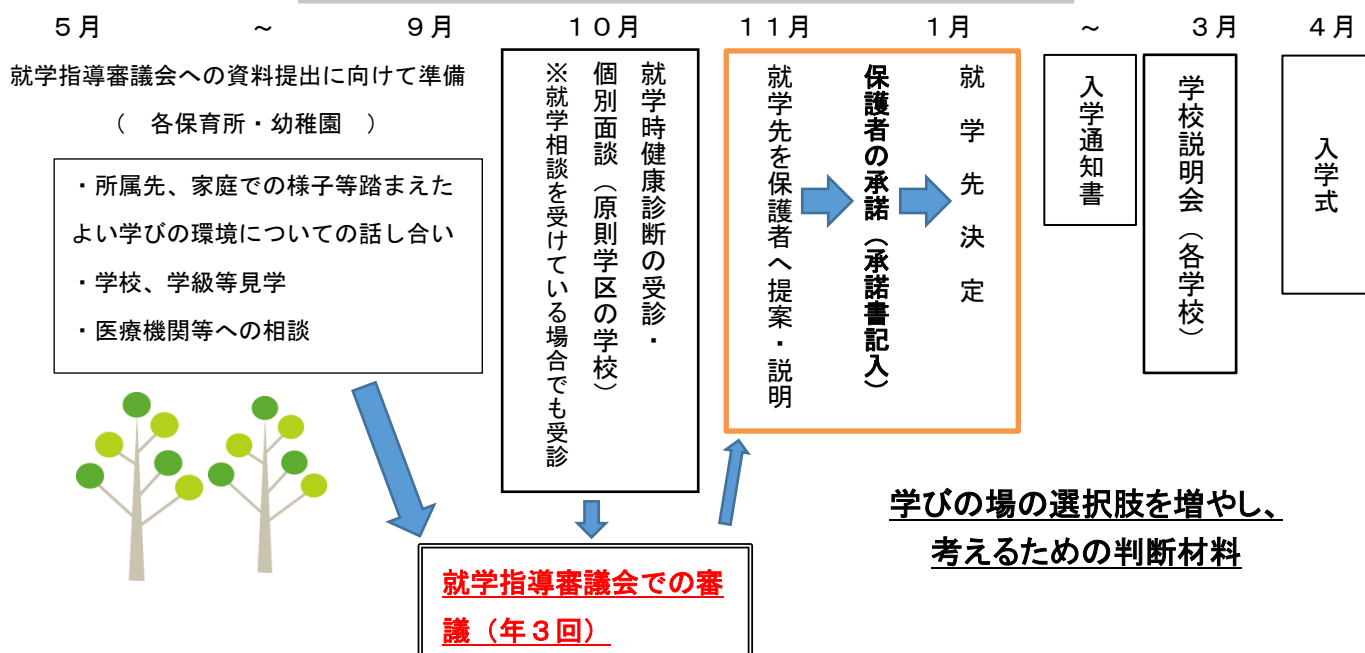 ５月　～　９月　１０月　１１月　１月　～　３月　４月
就学指導審議会への資料提出に向けて準備
（　各保育所・幼稚園　）
・所属先、家庭での様子等踏まえた
よい学びの環境についての話し合い
・学校、学級等見学
・医療機関等への相談
就学時健康診断の受診・
個別面談（原則学区の学校）
※就学相談を受けている場合でも受診
就学先を保護者へ提案・説明
保護者の承諾（承諾書記入）
就学先決定
入学通知書
学校説明会（各学校）
入学式
学びの場の選択肢を増やし、
考えるための判断材料
就学指導審議会での審
議（年３回）